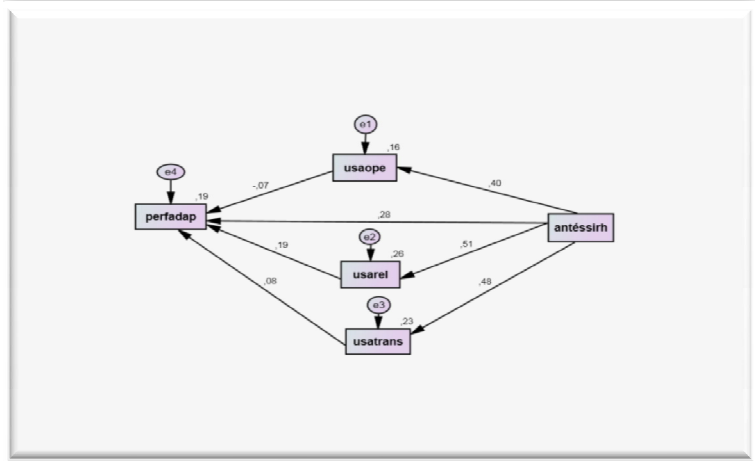 e1
,16
usaope
e4
,19
-,07
,40
perfadap
,28
antéssirh
e2
,26
,19
,51
usarel
,08
e3
,48
,23
usatrans